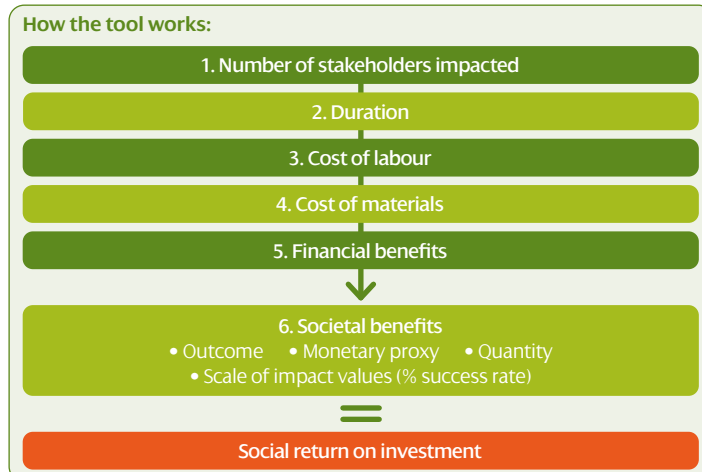 How the tool works:
1. Number of stakeholders impacted
2. Duration
3. Cost of labour
4. Cost of materials
5. Financial benefits
6. Societal benefits
• Outcome • Monetary proxy • Quantity
• Scale of impact values (% success rate)
=
Social return on investment